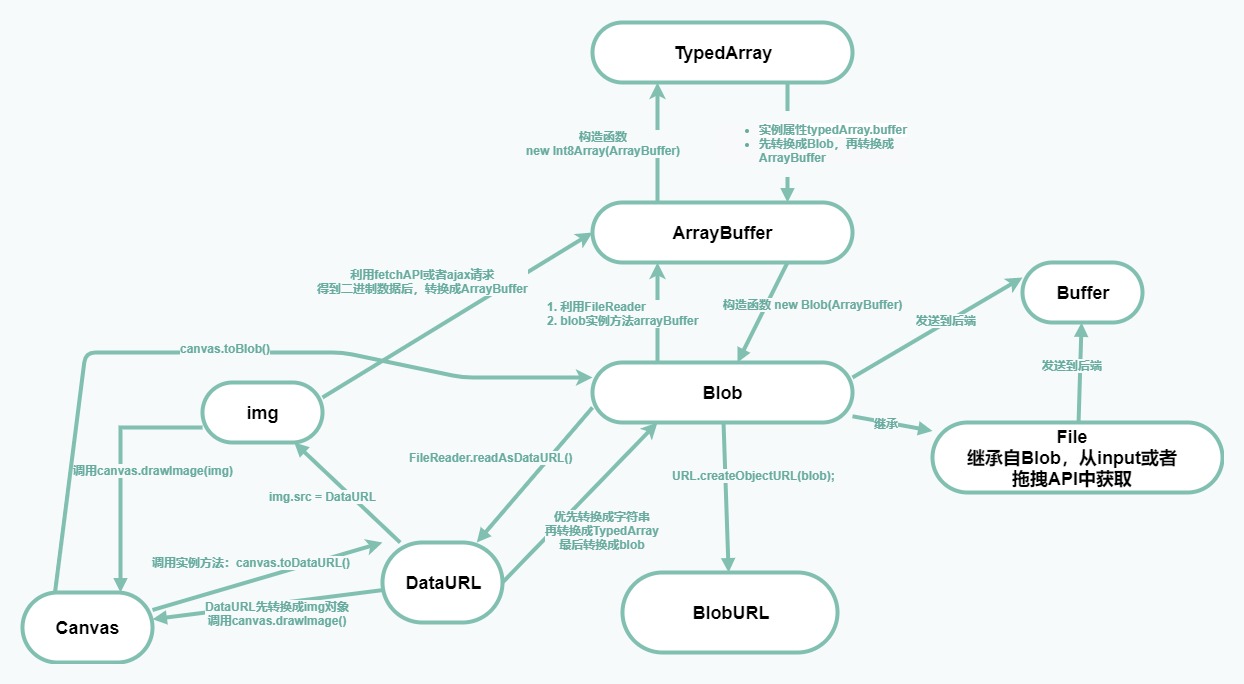 TypedArray
构造函数
new Int8Array(ArrayBuffer)
• 实例属性typedArray.buffer
• 先转换成Blob，再转换成
ArrayBuffer
ArrayBuffer
利用fetchAPI或者ajax请求
得到二进制数据后，转换成ArrayBuffer
1. 利用FileReader
2. blob实例方法arrayBuffer
构造函数 new Blob(ArrayBuffer)
Buffer
发送到后端
canvas.toBlob()
发送到后端
img
Blob
继承
File
继承自Blob，从input或者
拖拽API中获取
调用canvas.drawImage(img)
FileReader.readAsDataURL()
URL.createObjectURL(blob);
img.src = DataURL
优先转换成字符串
再转换成TypedArray
最后转换成blob
调用实例方法：canvas.toDataURL()
DataURL
DataURL先转换成img对象
调用canvas.drawImage()
BlobURL
Canvas